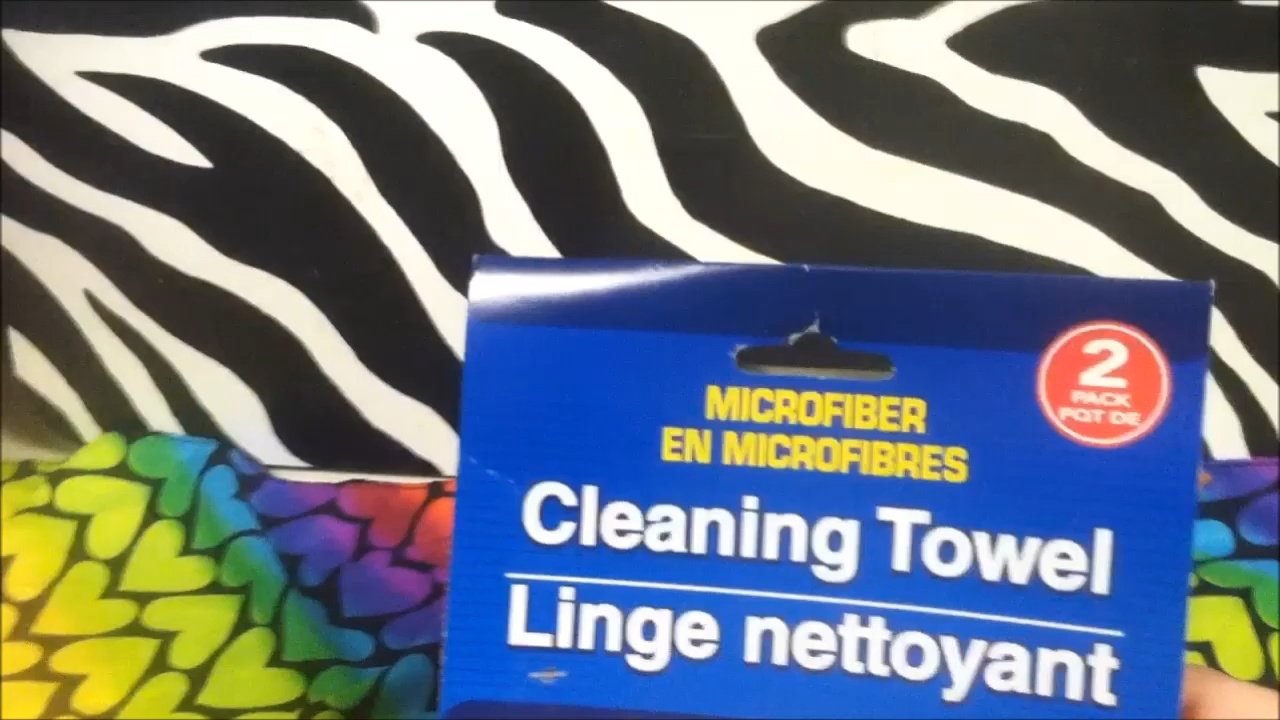 2
PACK
PQT DE
MICROFIBER
EN MICROFIBRES
Cleaning Towel
Linge nettoyant